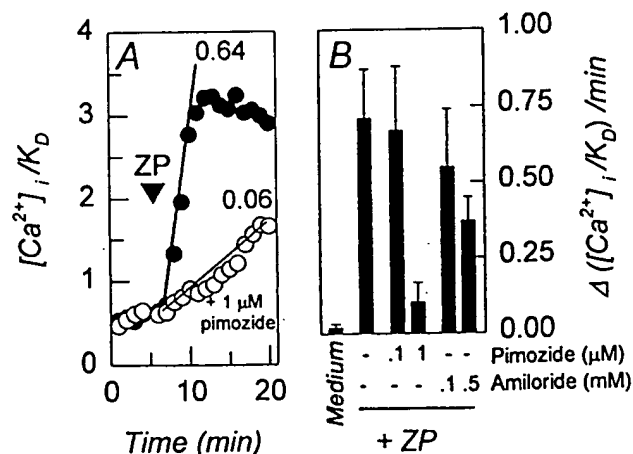 A
[Ca²⁺]ᵢ/K_D
4
3
2
1
0
ZP
0.64
0.06
+ 1 μM
pimozide
0
10
20
Time (min)
B
1.00
0.75
0.50
0.25
0.00
Δ ([Ca²⁺]ᵢ/K_D)/min
Medium
- - .1 1 - - Pimozide (μM)
- - - - .1 .5 Amiloride (mM)
+ ZP